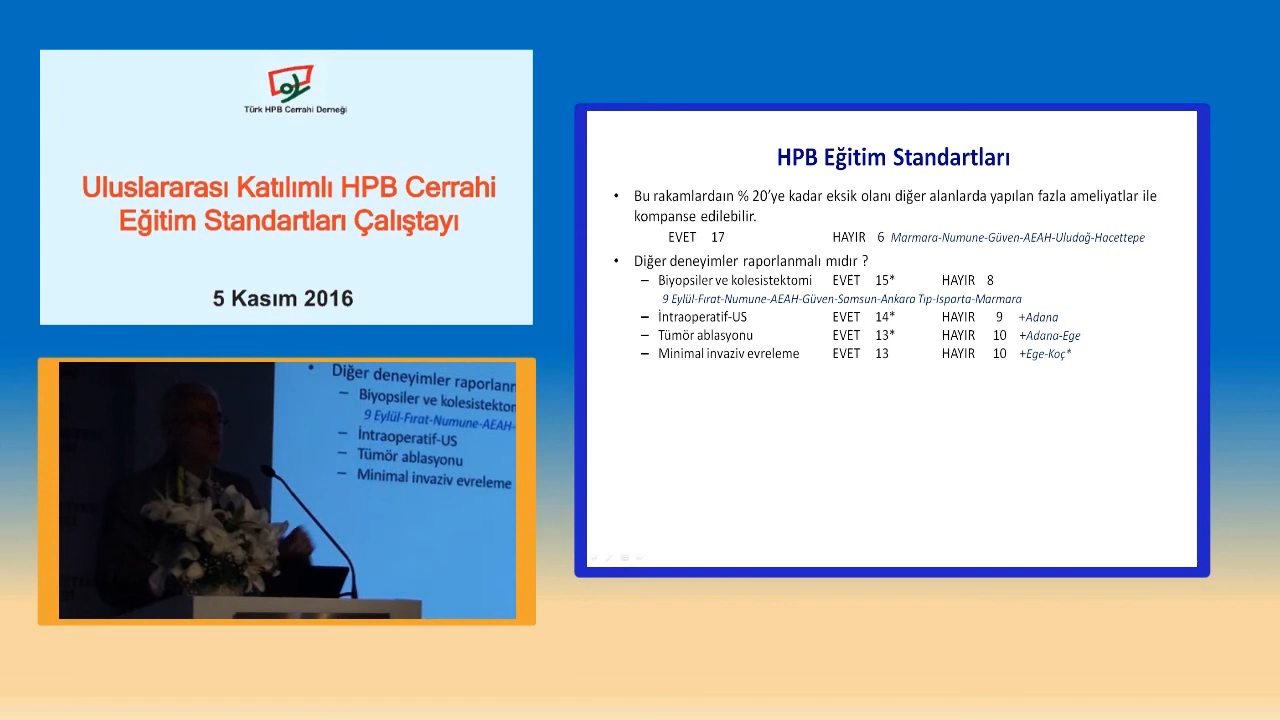 Türk HPB Cerrahi Derneği
Uluslararası Katılımlı HPB Cerrahi
Eğitim Standartları Çalıştayı
5 Kasım 2016
HPB Eğitim Standartları
• Bu rakamlardaın % 20'ye kadar eksik olanı diğer alanlarda yapılan fazla ameliyatlar ile
kompanse edilebilir.
EVET 17 HAYIR 6 Marmara-Numune-Güven-AEAH-Uludağ-Hacettepe
• Diğer deneyimler raporlanmalı mıdır ?
– Biyopsiler ve kolesistektomi EVET 15* HAYIR 8
9 Eylül-Fırat-Numune-AEAH-Güven-Samsun-Ankara Tıp-Isparta-Marmara
– İntraoperatif-US EVET 14* HAYIR 9 +Adana
– Tümör ablasyonu EVET 13* HAYIR 10 +Adana-Ege
– Minimal invaziv evreleme EVET 13 HAYIR 10 +Ege-Koç*
• Diğer deneyimler raporlanm
– Biyopsiler ve kolesistektom
9 Eylül-Fırat-Numune-AEAH-
– İntraoperatif-US
– Tümör ablasyonu
– Minimal invaziv evreleme